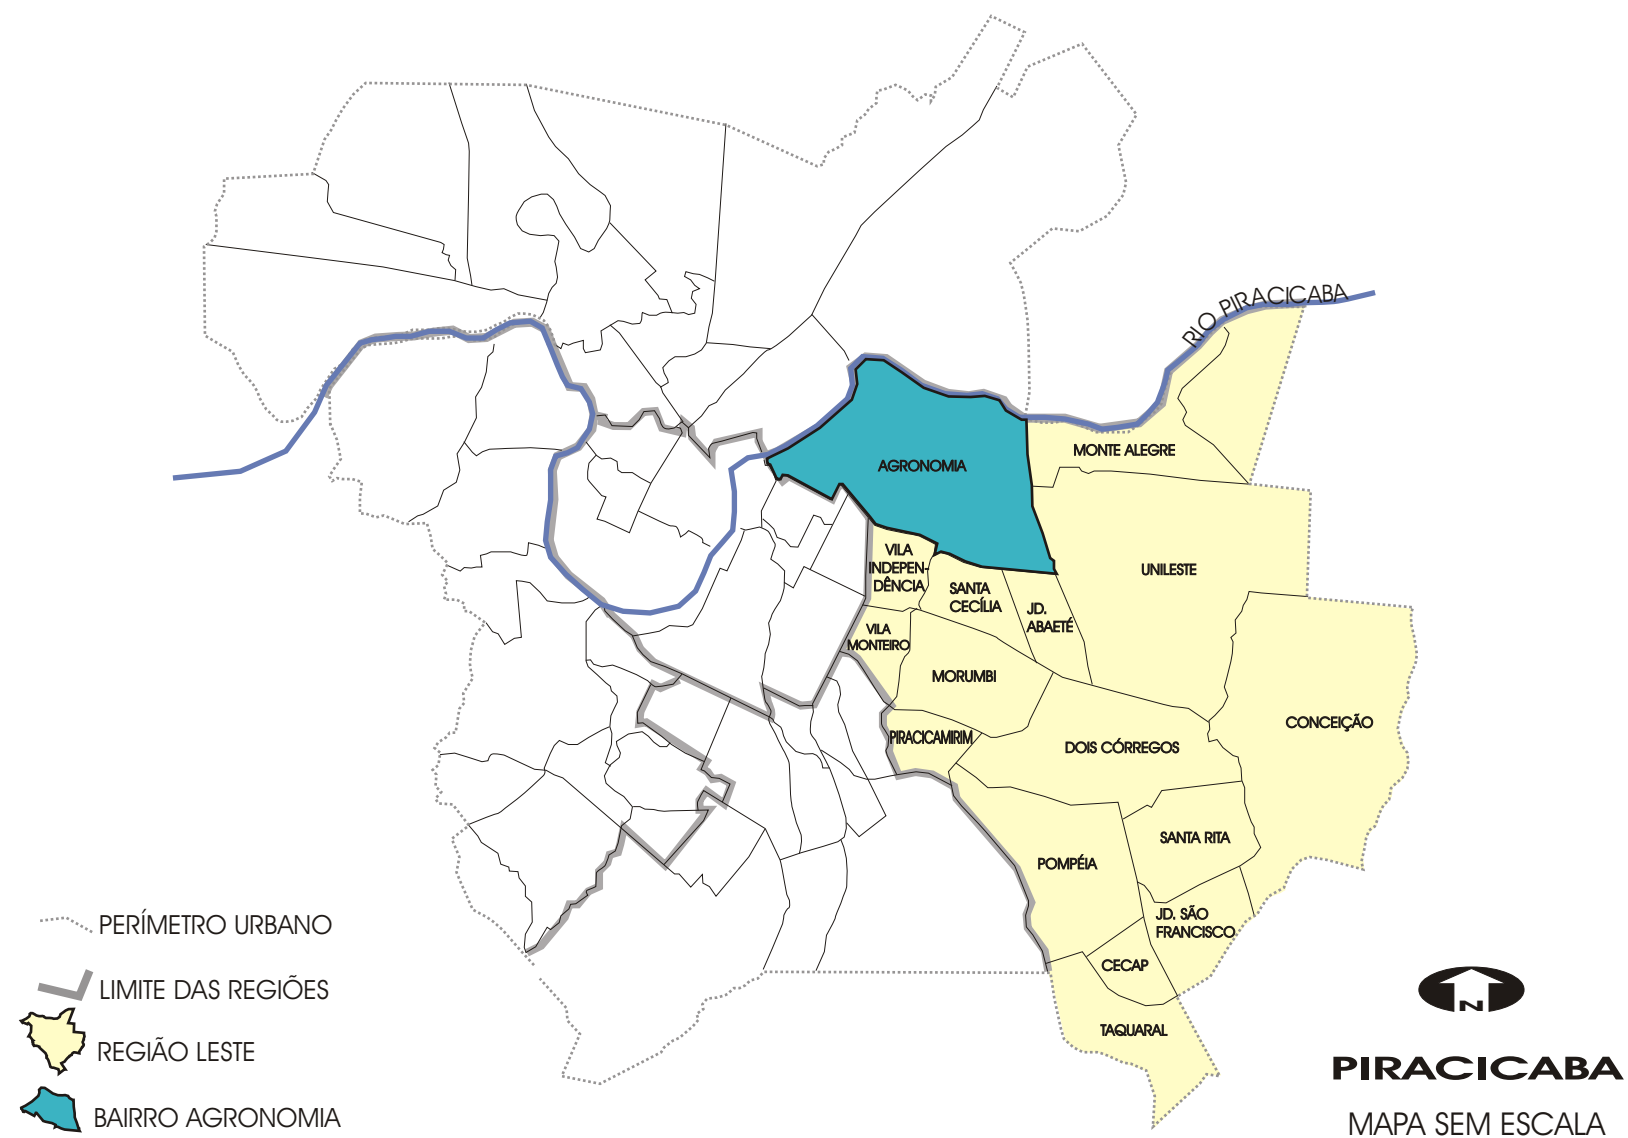 RIO PIRACICABA
MONTE ALEGRE
AGRONOMIA
VILA
INDEPEN-
DÊNCIA
UNILESTE
SANTA
CECÍLIA
JD.
ABAETÉ
VILA
MONTEIRO
MORUMBI
CONCEIÇÃO
PIRACICAMIRIM
DOIS CÓRREGOS
SANTA RITA
POMPÉIA
JD. SÃO
FRANCISCO
CECAP
TAQUARAL
PERÍMETRO URBANO
LIMITE DAS REGIÕES
REGIÃO LESTE
BAIRRO AGRONOMIA
N
PIRACICABA
MAPA SEM ESCALA